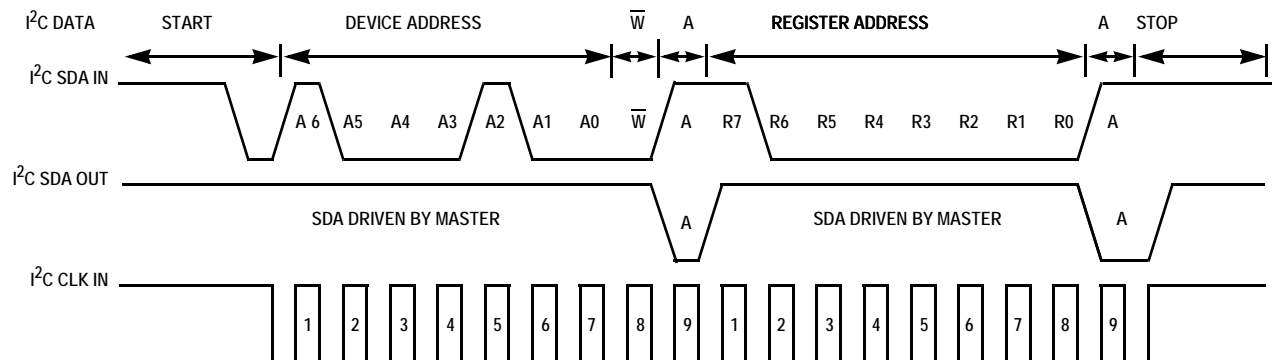 I²C DATA START DEVICE ADDRESS W̅ A REGISTER ADDRESS A STOP
I²C SDA IN
A 6 A5 A4 A3 A2 A1 A0 W̅ A R7 R6 R5 R4 R3 R2 R1 R0 A
I²C SDA OUT
SDA DRIVEN BY MASTER A SDA DRIVEN BY MASTER A
I²C CLK IN
1 2 3 4 5 6 7 8 9 1 2 3 4 5 6 7 8 9